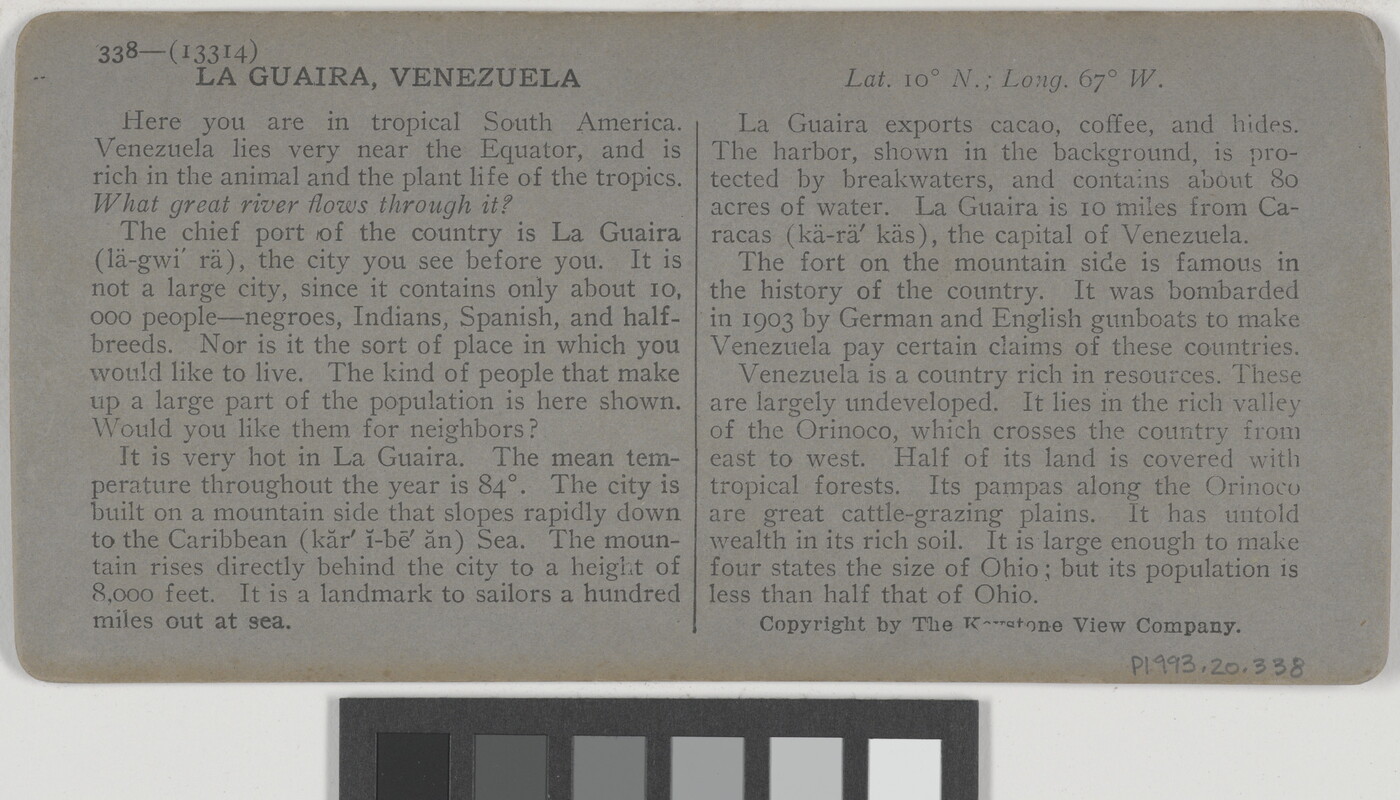 338—(13314)
LA GUAIRA, VENEZUELA
Here you are in tropical South America.
Venezuela lies very near the Equator, and is
rich in the animal and the plant life of the tropics.
What great river flows through it?
The chief port of the country is La Guaira
(lä-gwi′ rä), the city you see before you. It is
not a large city, since it contains only about 10,
000 people—negroes, Indians, Spanish, and half-
breeds. Nor is it the sort of place in which you
would like to live. The kind of people that make
up a large part of the population is here shown.
Would you like them for neighbors?
It is very hot in La Guaira. The mean tem-
perature throughout the year is 84°. The city is
built on a mountain side that slopes rapidly down
to the Caribbean (kăr′ ĭ-bē′ ăn) Sea. The moun-
tain rises directly behind the city to a height of
8,000 feet. It is a landmark to sailors a hundred
miles out at sea.
Lat. 10° N.; Long. 67° W.
La Guaira exports cacao, coffee, and hides.
The harbor, shown in the background, is pro-
tected by breakwaters, and contains about 80
acres of water. La Guaira is 10 miles from Ca-
racas (kä-rä′ käs), the capital of Venezuela.
The fort on the mountain side is famous in
the history of the country. It was bombarded
in 1903 by German and English gunboats to make
Venezuela pay certain claims of these countries.
Venezuela is a country rich in resources. These
are largely undeveloped. It lies in the rich valley
of the Orinoco, which crosses the country from
east to west. Half of its land is covered with
tropical forests. Its pampas along the Orinoco
are great cattle-grazing plains. It has untold
wealth in its rich soil. It is large enough to make
four states the size of Ohio; but its population is
less than half that of Ohio.
Copyright by The Keystone View Company.
P1993.20.338